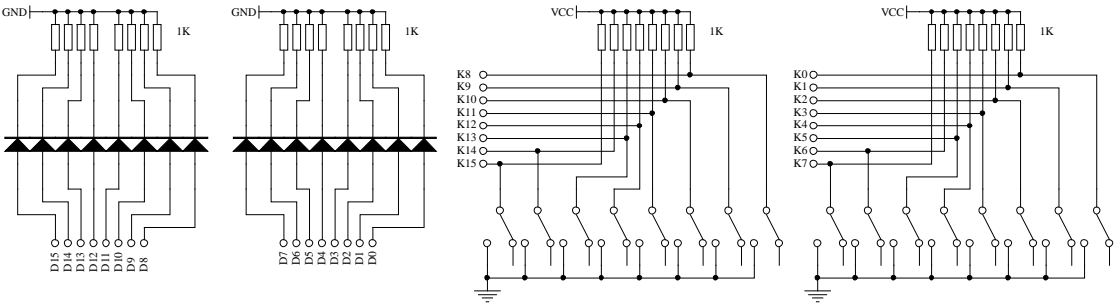 GND
1K
D15
D14
D13
D12
D11
D10
D9
D8
GND
1K
D7
D6
D5
D4
D3
D2
D1
D0
VCC
1K
K8
K9
K10
K11
K12
K13
K14
K15
VCC
1K
K0
K1
K2
K3
K4
K5
K6
K7